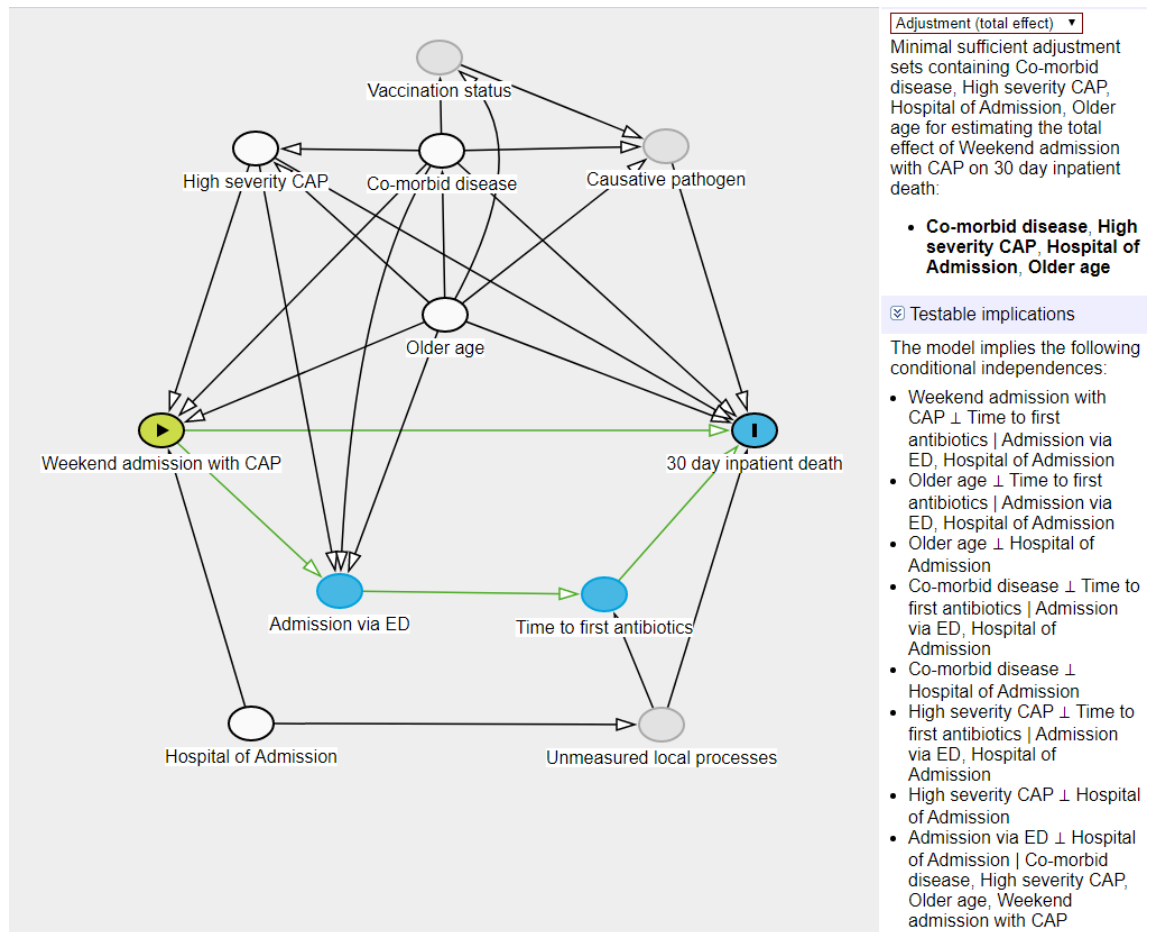 Vaccination status
High severity CAP
Co-morbid disease
Causative pathogen
Older age
Weekend admission with CAP
30 day inpatient death
Admission via ED
Time to first antibiotics
Hospital of Admission
Unmeasured local processes
Adjustment (total effect)
Minimal sufficient adjustment
sets containing Co-morbid
disease, High severity CAP,
Hospital of Admission, Older
age for estimating the total
effect of Weekend admission
with CAP on 30 day inpatient
death:
• Co-morbid disease, High
severity CAP, Hospital of
Admission, Older age
Testable implications
The model implies the following
conditional independences:
• Weekend admission with
CAP ⊥ Time to first
antibiotics | Admission via
ED, Hospital of Admission
• Older age ⊥ Time to first
antibiotics | Admission via
ED, Hospital of Admission
• Older age ⊥ Hospital of
Admission
• Co-morbid disease ⊥ Time to
first antibiotics | Admission
via ED, Hospital of
Admission
• Co-morbid disease ⊥
Hospital of Admission
• High severity CAP ⊥ Time to
first antibiotics | Admission
via ED, Hospital of
Admission
• High severity CAP ⊥ Hospital
of Admission
• Admission via ED ⊥ Hospital
of Admission | Co-morbid
disease, High severity CAP,
Older age, Weekend
admission with CAP